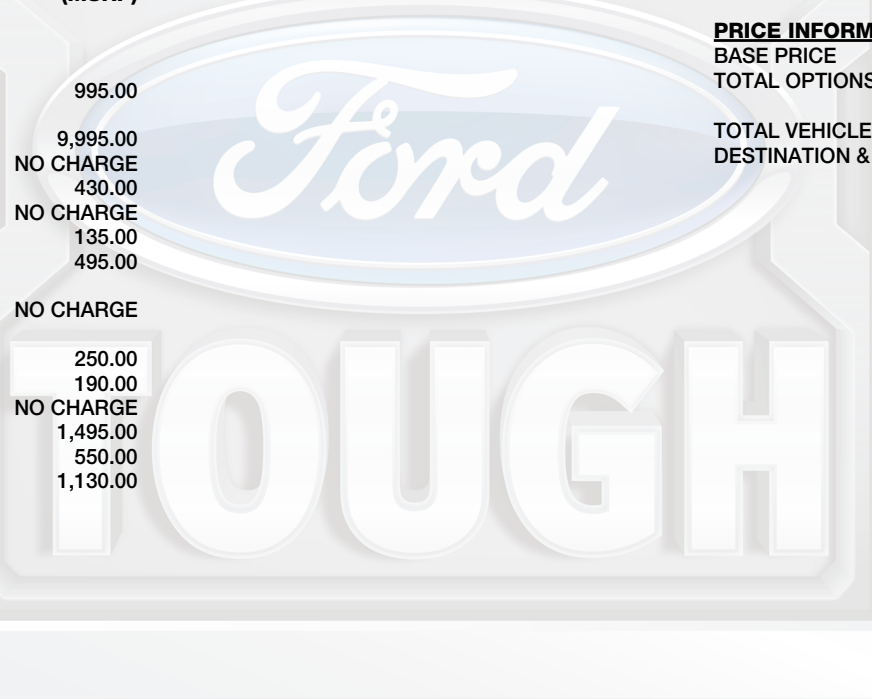 995.00
9,995.00
NO CHARGE
430.00
NO CHARGE
135.00
495.00
NO CHARGE
250.00
190.00
NO CHARGE
1,495.00
550.00
1,130.00
PRICE
BASE PRICE
TOTAL OPTIONS
TOTAL VEHICLE
DESTINATION &
Ford
TOUGH